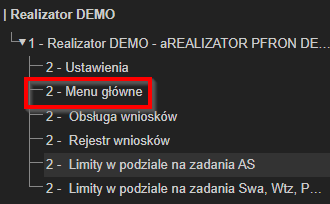 | Realizator DEMO
1 - Realizator DEMO - aREALIZATOR PFRON DE...
2 - Ustawienia
2 - Menu główne
2 - Obsługa wniosków
2 - Rejestr wniosków
2 - Limity w podziale na zadania AS
2 - Limity w podziale na zadania Swa, Wtz, P...